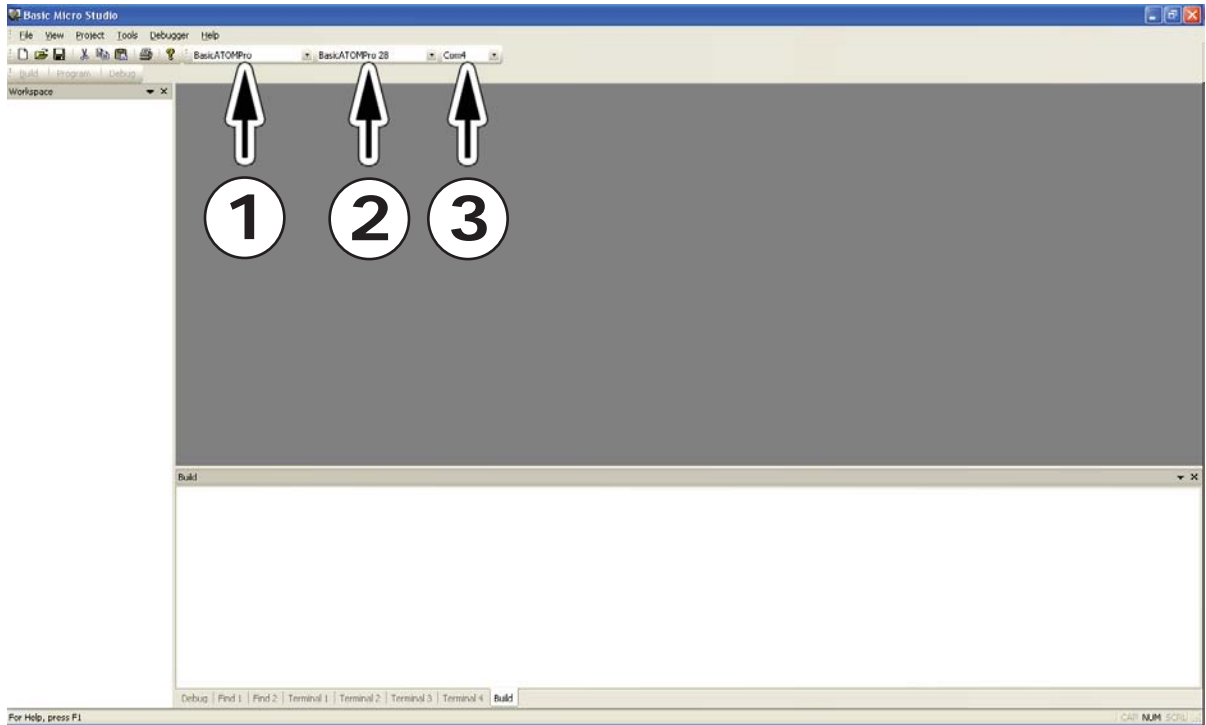 Basic Micro Studio
File View Project Tools Debugger Help
BasicATOMPro BasicATOMPro 28 Com4
Build Program Debug
Workspace
1 2 3
Build
Debug Find 1 Find 2 Terminal 1 Terminal 2 Terminal 3 Terminal 4 Build
For Help, press F1 CAP NUM SCRL